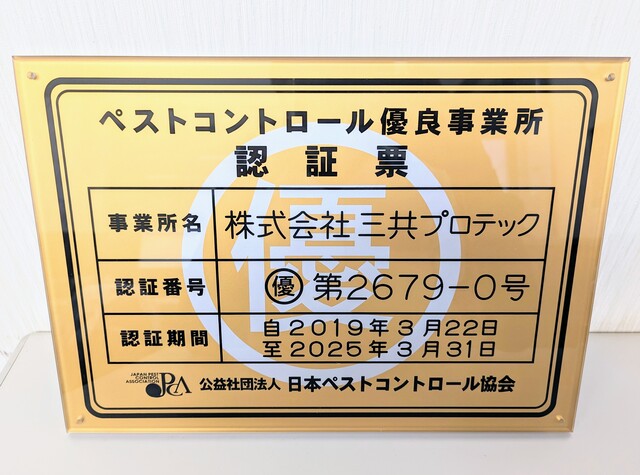 ペストコントロール優良事業所
認証票
事業所名 株式会社 三共プロテック
認証番号 優 第2679-0号
認証期間 自2019年3月22日
至2025年3月31日
JAPAN PEST
CONTROL
ASSOCIATION
JPCA 公益社団法人 日本ペストコントロール協会
優